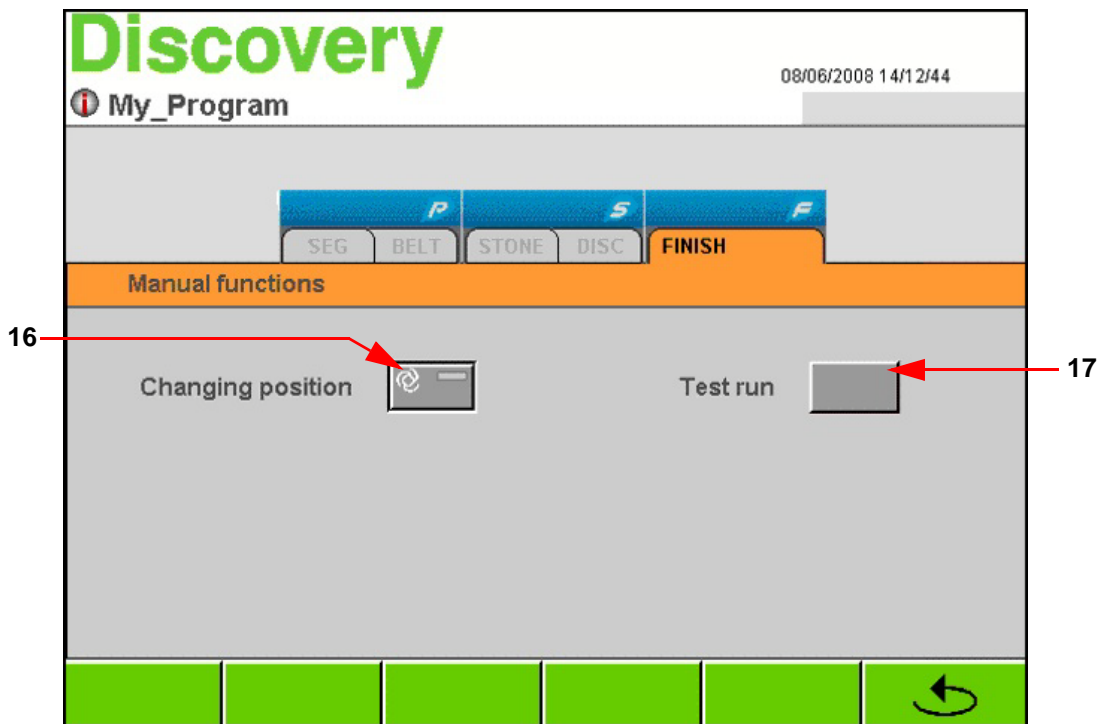 Discovery
08/06/2008 14/12/44
My_Program
P S F
SEG BELT STONE DISC FINISH
Manual functions
16
17
Changing position Test run